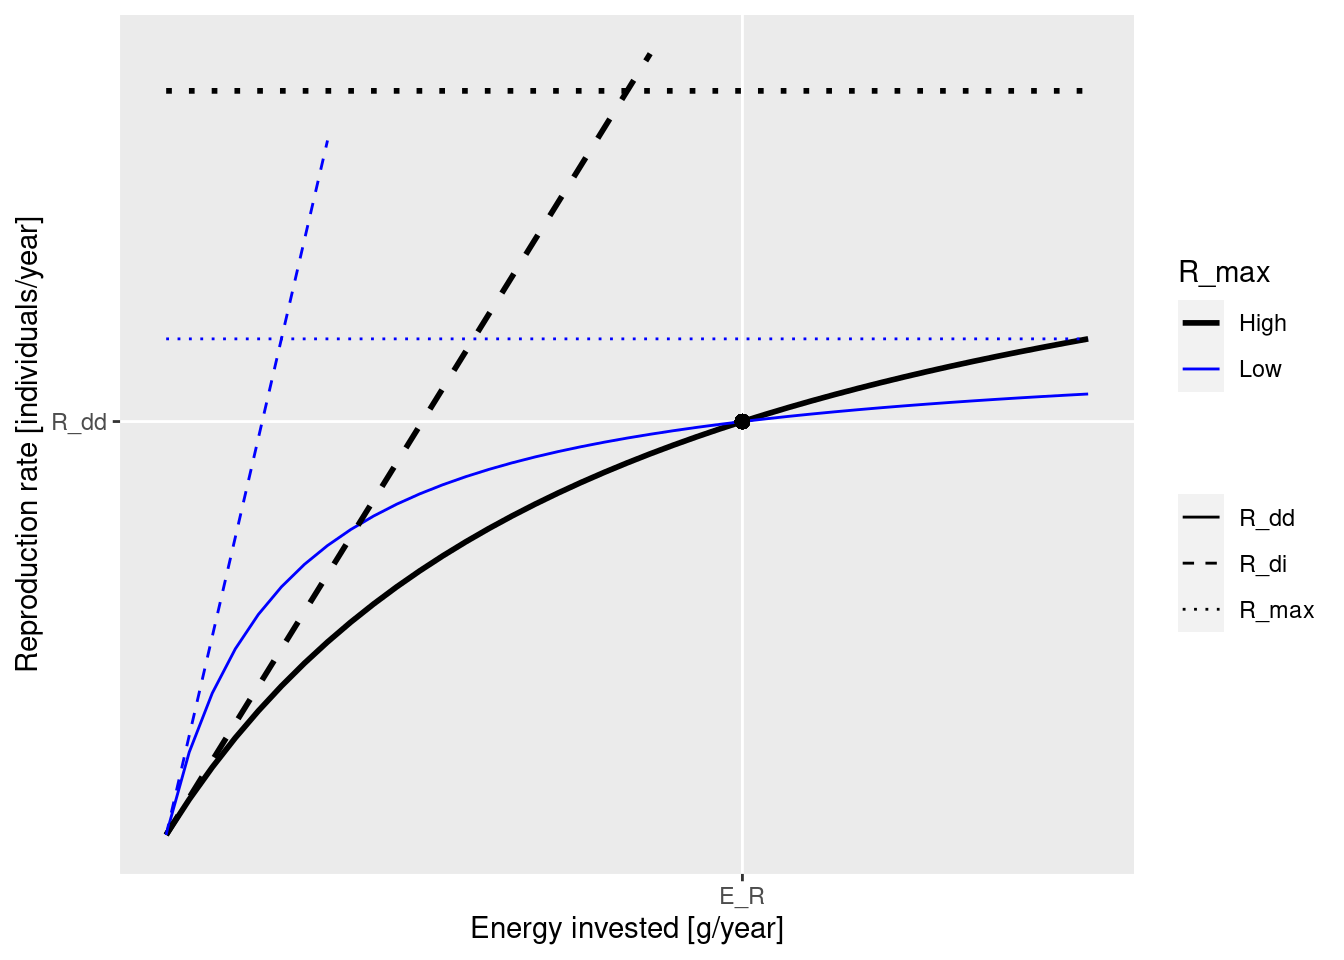 Reproduction rate [individuals/year]
R_dd
E_R
Energy invested [g/year]
R_max
High
Low
R_dd
R_di
R_max